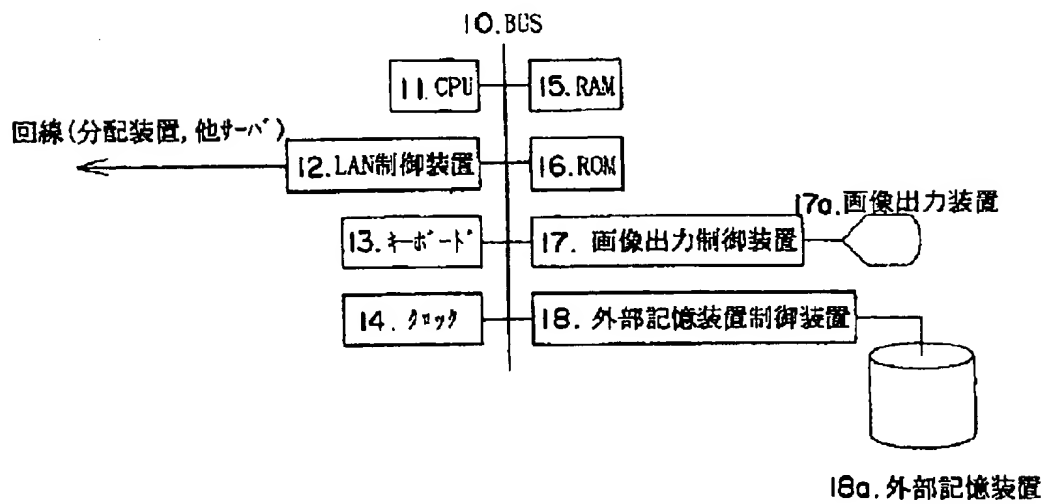 10.BUS
11.CPU
15.RAM
回線(分配装置,他ｻｰﾊﾞ)
12.LAN制御装置
16.ROM
17a.画像出力装置
13.ｷｰﾎﾞｰﾄﾞ
17.画像出力制御装置
14.ｸﾛｯｸ
18.外部記憶装置制御装置
18a.外部記憶装置